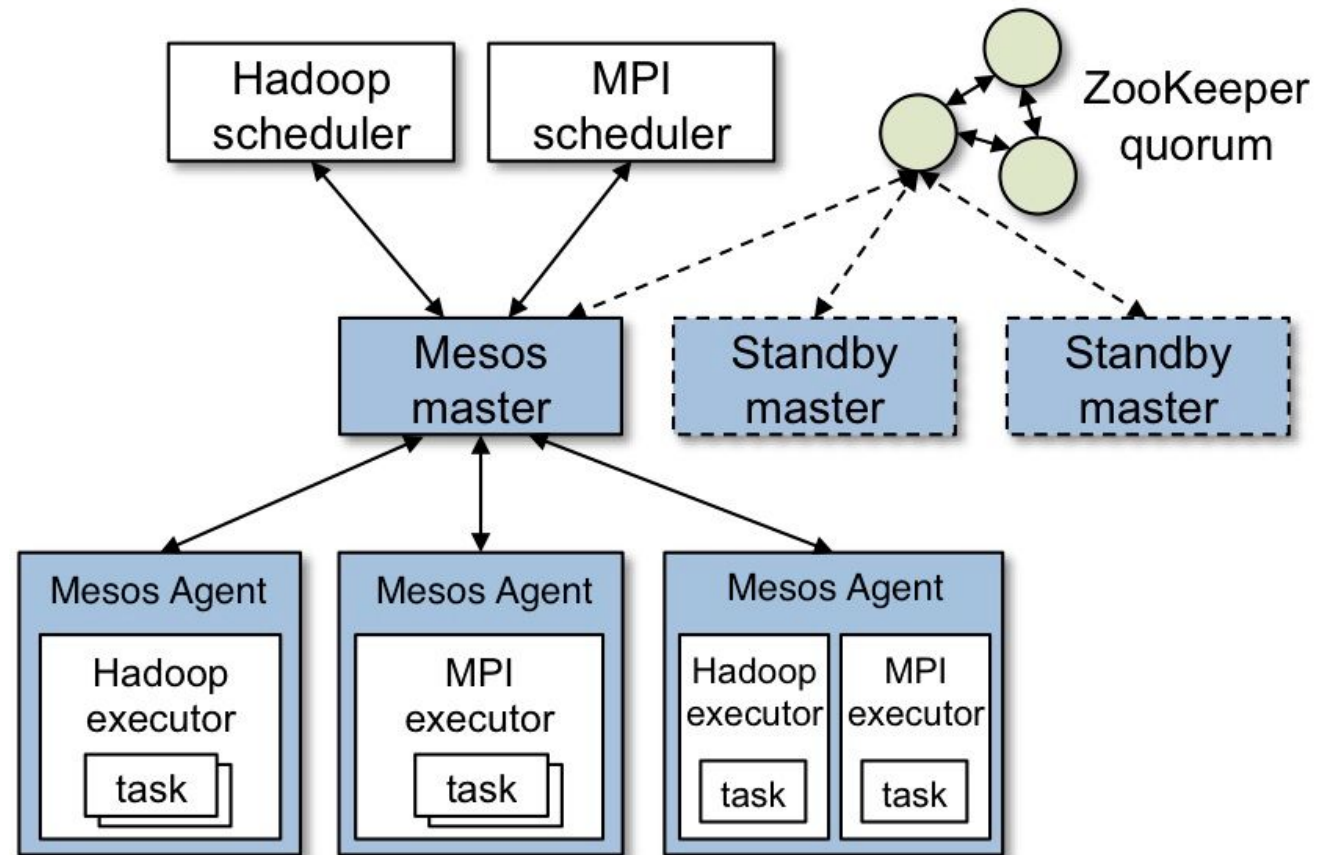 Hadoop
scheduler
MPI
scheduler
ZooKeeper
quorum
Mesos
master
Standby
master
Standby
master
Mesos Agent
Hadoop
executor
task
Mesos Agent
MPI
executor
task
Mesos Agent
Hadoop
executor
task
MPI
executor
task